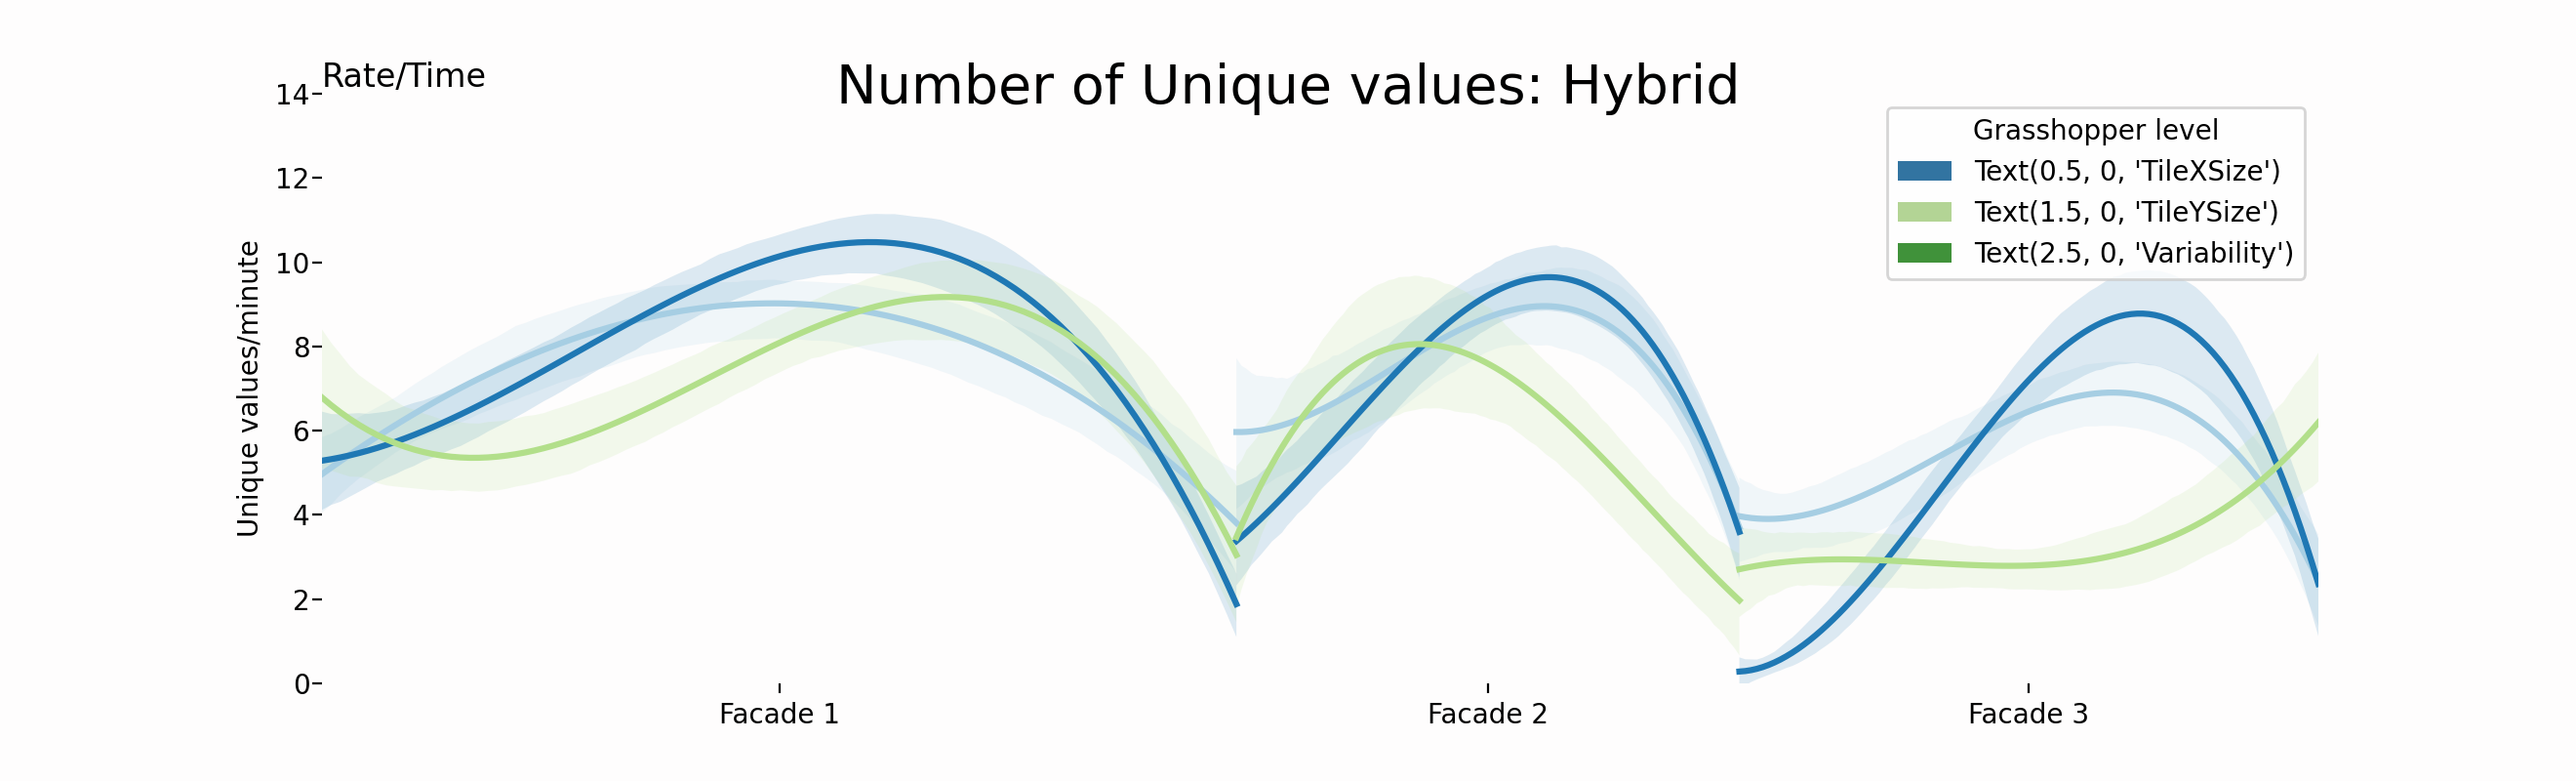 Number of Unique values: Hybrid
Rate/Time
Unique values/minute
14
12
10
8
6
4
2
0
Facade 1
Facade 2
Facade 3
Grasshopper level
Text(0.5, 0, 'TileXSize')
Text(1.5, 0, 'TileYSize')
Text(2.5, 0, 'Variability')